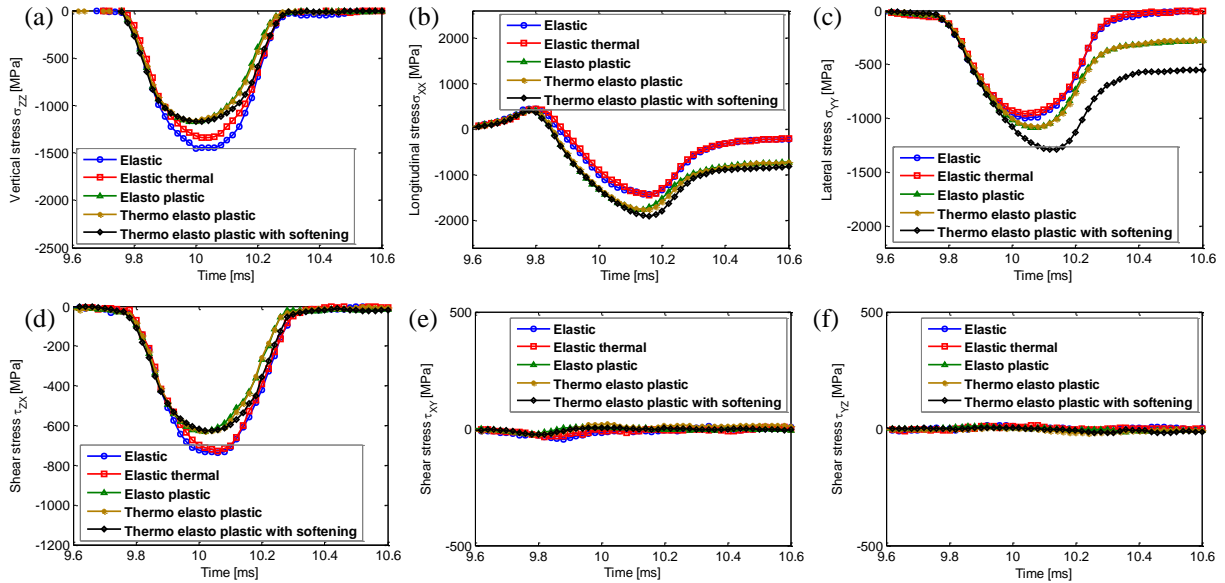 (a)
Vertical stress σZZ [MPa]
0
-500
-1000
-1500
-2000
-2500
Elastic
Elastic thermal
Elasto plastic
Thermo elasto plastic
Thermo elasto plastic with softening
9.6 9.8 10 10.2 10.4 10.6
Time [ms]
(b)
Longitudinal stress σXX [MPa]
2000
1000
0
-1000
-2000
Elastic
Elastic thermal
Elasto plastic
Thermo elasto plastic
Thermo elasto plastic with softening
9.6 9.8 10 10.2 10.4 10.6
Time [ms]
(c)
Lateral stress σYY [MPa]
0
-500
-1000
-1500
-2000
Elastic
Elastic thermal
Elasto plastic
Thermo elasto plastic
Thermo elasto plastic with softening
9.6 9.8 10 10.2 10.4 10.6
Time [ms]
(d)
Shear stress τZX [MPa]
0
-200
-400
-600
-800
-1000
-1200
Elastic
Elastic thermal
Elasto plastic
Thermo elasto plastic
Thermo elasto plastic with softening
9.6 9.8 10 10.2 10.4 10.6
Time [ms]
(e)
Shear stress τXY [MPa]
500
0
-500
Elastic
Elastic thermal
Elasto plastic
Thermo elasto plastic
Thermo elasto plastic with softening
9.6 9.8 10 10.2 10.4 10.6
Time [ms]
(f)
Shear stress τYZ [MPa]
500
0
-500
Elastic
Elastic thermal
Elasto plastic
Thermo elasto plastic
Thermo elasto plastic with softening
9.6 9.8 10 10.2 10.4 10.6
Time [ms]